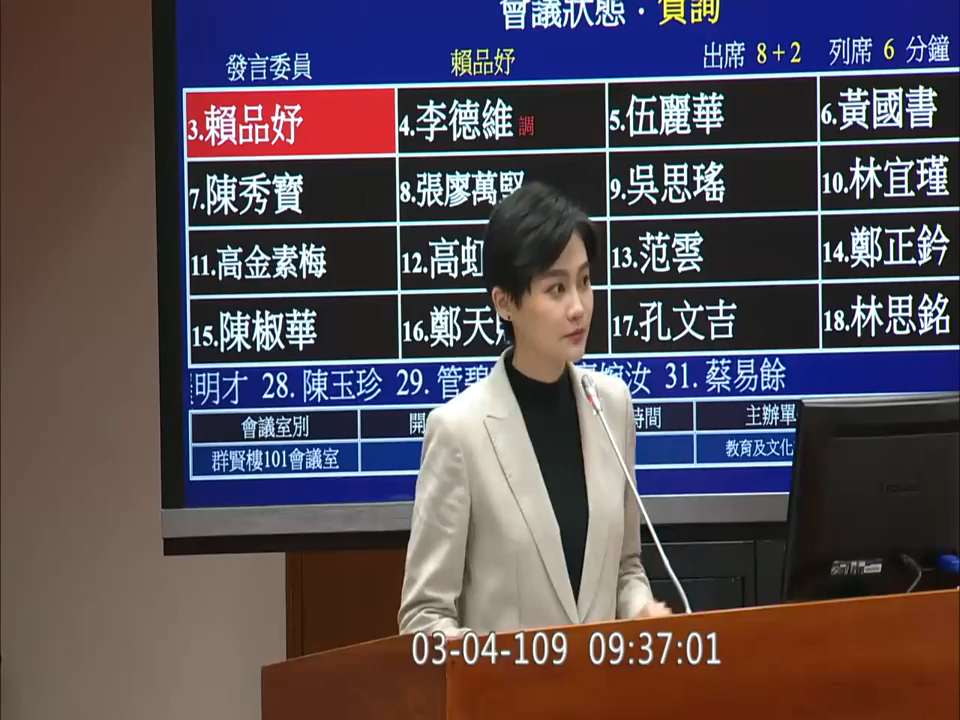 會議狀態．質詢
發言委員 賴品妤 出席 8+2 列席 6 分鐘
3.賴品妤 4.李德維調 5.伍麗華 6.黃國書
7.陳秀寳 8.張廖萬堅 9.吳思瑤 10.林宜瑾
11.高金素梅 12.高虹 13.范雲 14.鄭正鈐
15.陳椒華 16.鄭天財 17.孔文吉 18.林思銘
明才 28. 陳玉珍 29. 管碧 婉汝 31. 蔡易餘
會議室別 開 時間 主辦單
群賢樓101會議室 教育及文化
03-04-109 09:37:01